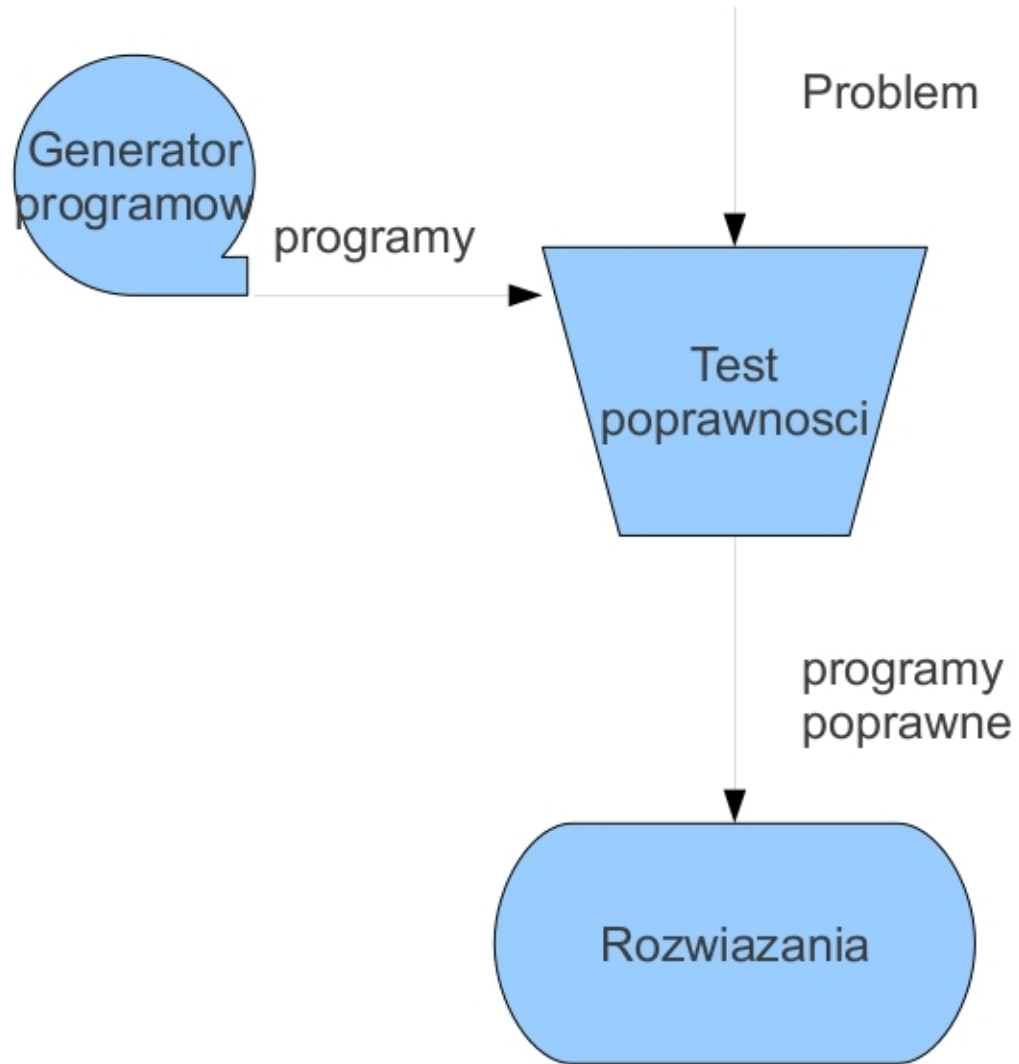 Problem
Generator
programow
programy
Test
poprawnosci
programy
poprawne
Rozwiazania